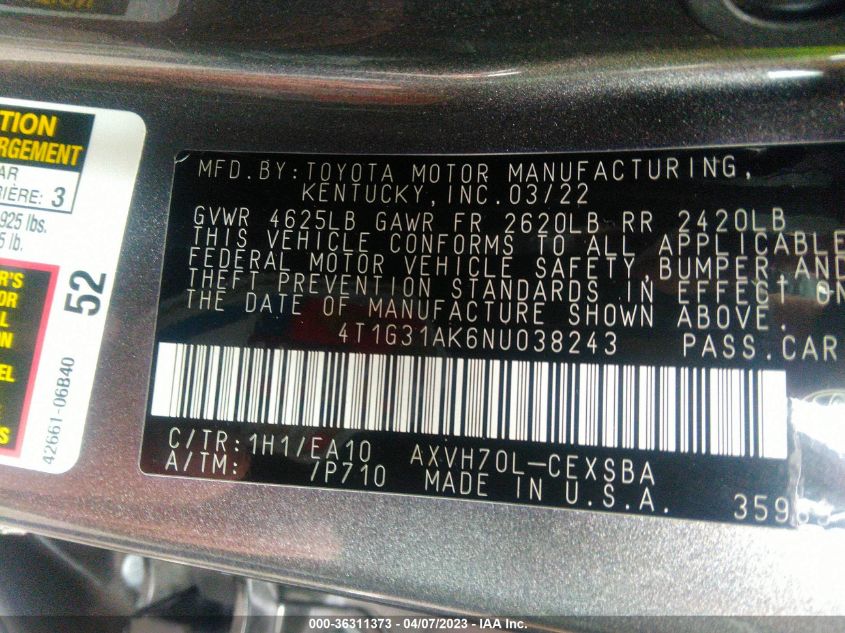 TION
RGEMENT
AR
RIÈRE: 3
925 lbs.
5 lb.
52
42661-06B40
MFD.BY:TOYOTA MOTOR MANUFACTURING,
KENTUCKY,INC.03/22
GVWR 4625LB GAWR FR 2620LB RR 2420LB
THIS VEHICLE CONFORMS TO ALL APPLICABLE
FEDERAL MOTOR VEHICLE SAFETY,BUMPER AND
THEFT PREVENTION STANDARDS IN EFFECT ON
THE DATE OF MANUFACTURE SHOWN ABOVE.
4T1G31AK6NU038243 PASS.CAR
C/TR:1H1/EA10 AXVH70L-CEXSBA
A/TM: /P710 MADE IN U.S.A.
000-36311373 - 04/07/2023 - IAA Inc.